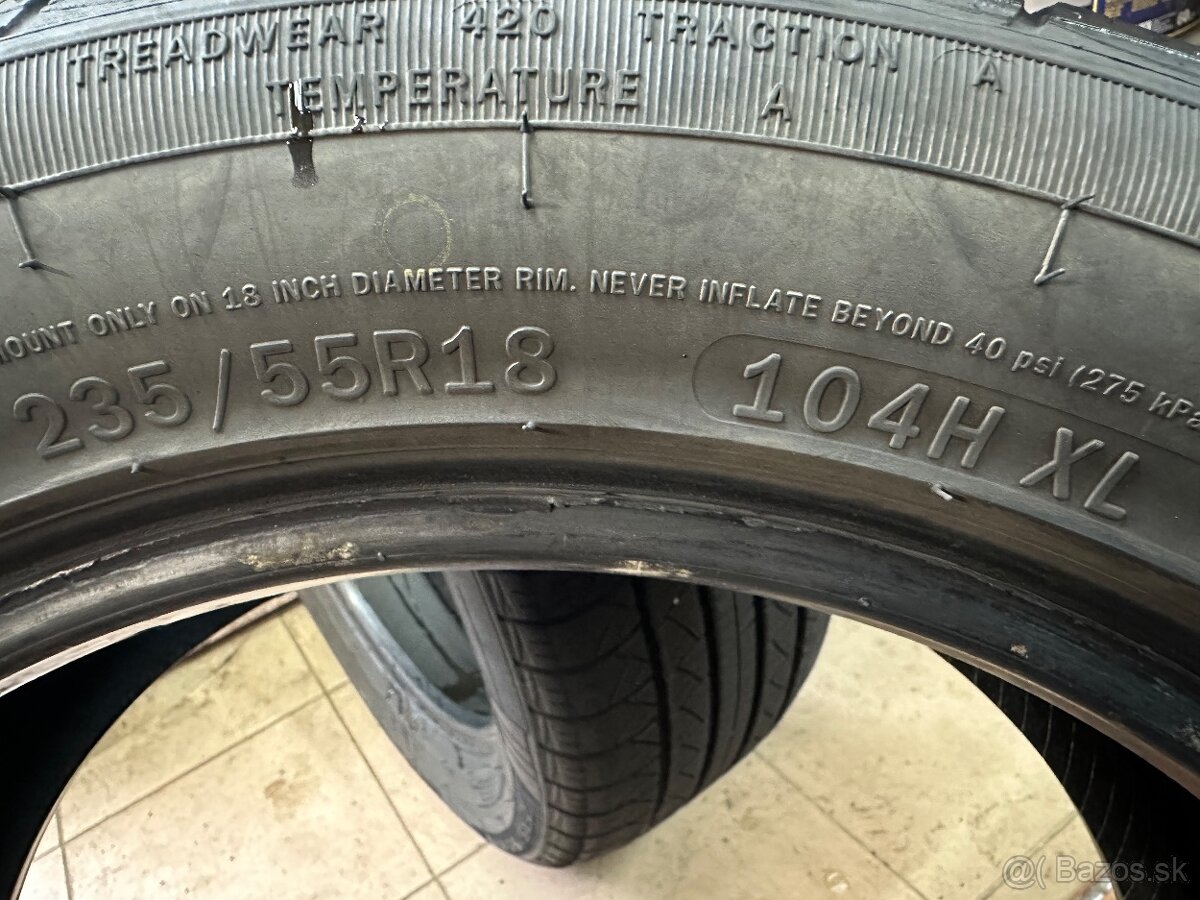 TREADWEAR 420 TRACTION A
TEMPERATURE A
MOUNT ONLY ON 18 INCH DIAMETER RIM. NEVER INFLATE BEYOND 40 psi (275 kPa
235/55R18 104H XL
@( Bazos.sk